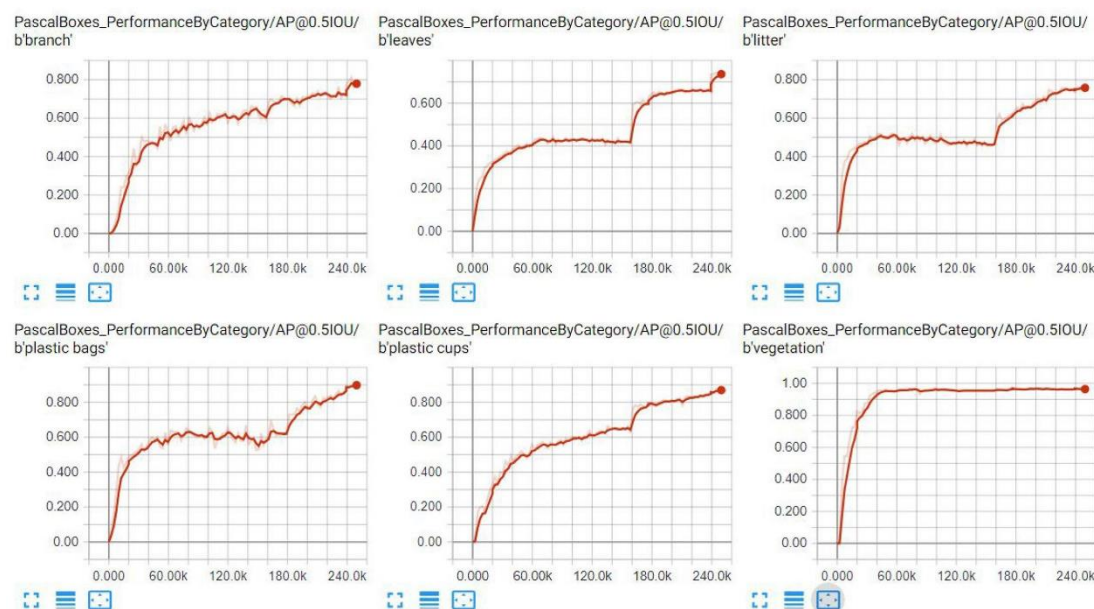 PascalBoxes_PerformanceByCategory/AP@0.5IOU/
b'branch'
0.800
0.600
0.400
0.200
0.00
0.000 60.00k 120.0k 180.0k 240.0k
PascalBoxes_PerformanceByCategory/AP@0.5IOU/
b'leaves'
0.600
0.400
0.200
0.00
0.000 60.00k 120.0k 180.0k 240.0k
PascalBoxes_PerformanceByCategory/AP@0.5IOU/
b'litter'
0.800
0.600
0.400
0.200
0.00
0.000 60.00k 120.0k 180.0k 240.0k
PascalBoxes_PerformanceByCategory/AP@0.5IOU/
b'plastic bags'
0.800
0.600
0.400
0.200
0.00
0.000 60.00k 120.0k 180.0k 240.0k
PascalBoxes_PerformanceByCategory/AP@0.5IOU/
b'plastic cups'
0.800
0.600
0.400
0.200
0.00
0.000 60.00k 120.0k 180.0k 240.0k
PascalBoxes_PerformanceByCategory/AP@0.5IOU/
b'vegetation'
1.00
0.800
0.600
0.400
0.200
0.00
0.000 60.00k 120.0k 180.0k 240.0k